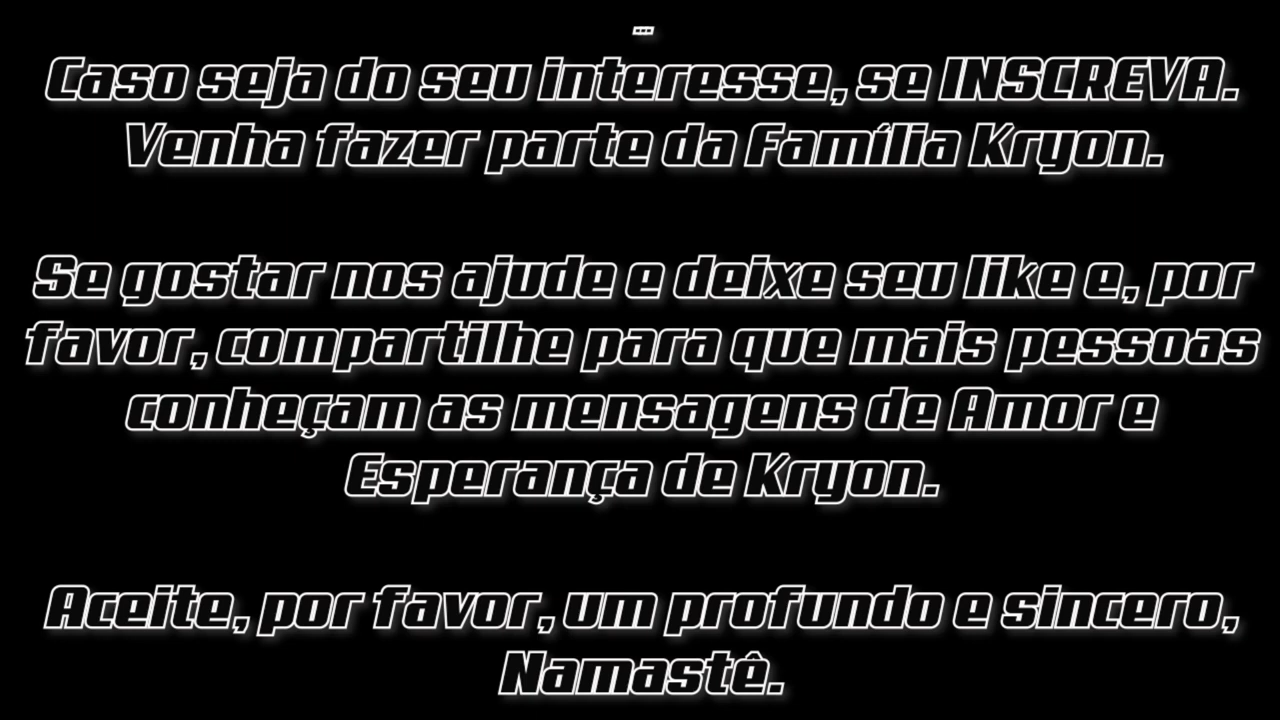 ...
Caso seja do seu interesse, se INSCREVA.
Venha fazer parte da Família Kryon.
Se gostar nos ajude e deixe seu like e, por
favor, compartilhe para que mais pessoas
conheçam as mensagens de Amor e
Esperança de Kryon.
Aceite, por favor, um profundo e sincero,
Namastê.